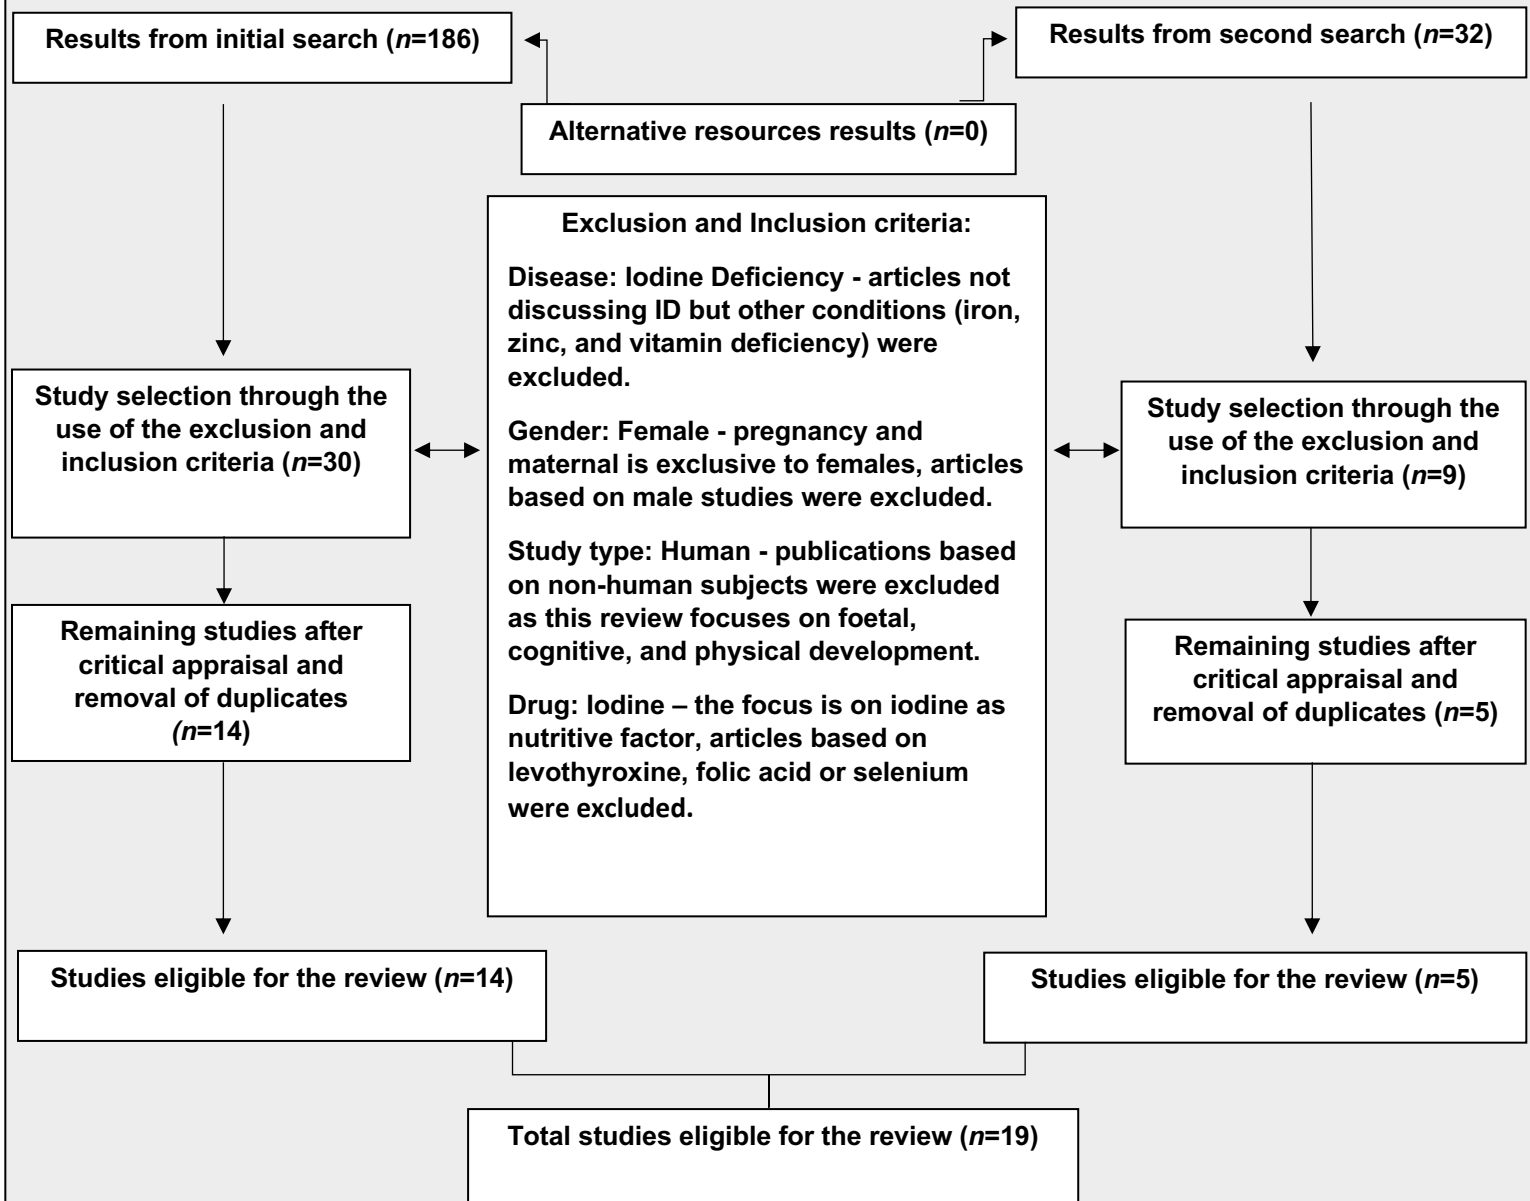 Results from initial search (n=186)
Results from second search (n=32)
Alternative resources results (n=0)
Exclusion and Inclusion criteria:
Disease: Iodine Deficiency - articles not
discussing ID but other conditions (iron,
zinc, and vitamin deficiency) were
excluded.
Gender: Female - pregnancy and
maternal is exclusive to females, articles
based on male studies were excluded.
Study type: Human - publications based
on non-human subjects were excluded
as this review focuses on foetal,
cognitive, and physical development.
Drug: Iodine – the focus is on iodine as
nutritive factor, articles based on
levothyroxine, folic acid or selenium
were excluded.
Study selection through the
use of the exclusion and
inclusion criteria (n=30)
Study selection through the
use of the exclusion and
inclusion criteria (n=9)
Remaining studies after
critical appraisal and
removal of duplicates
(n=14)
Remaining studies after
critical appraisal and
removal of duplicates (n=5)
Studies eligible for the review (n=14)
Studies eligible for the review (n=5)
Total studies eligible for the review (n=19)